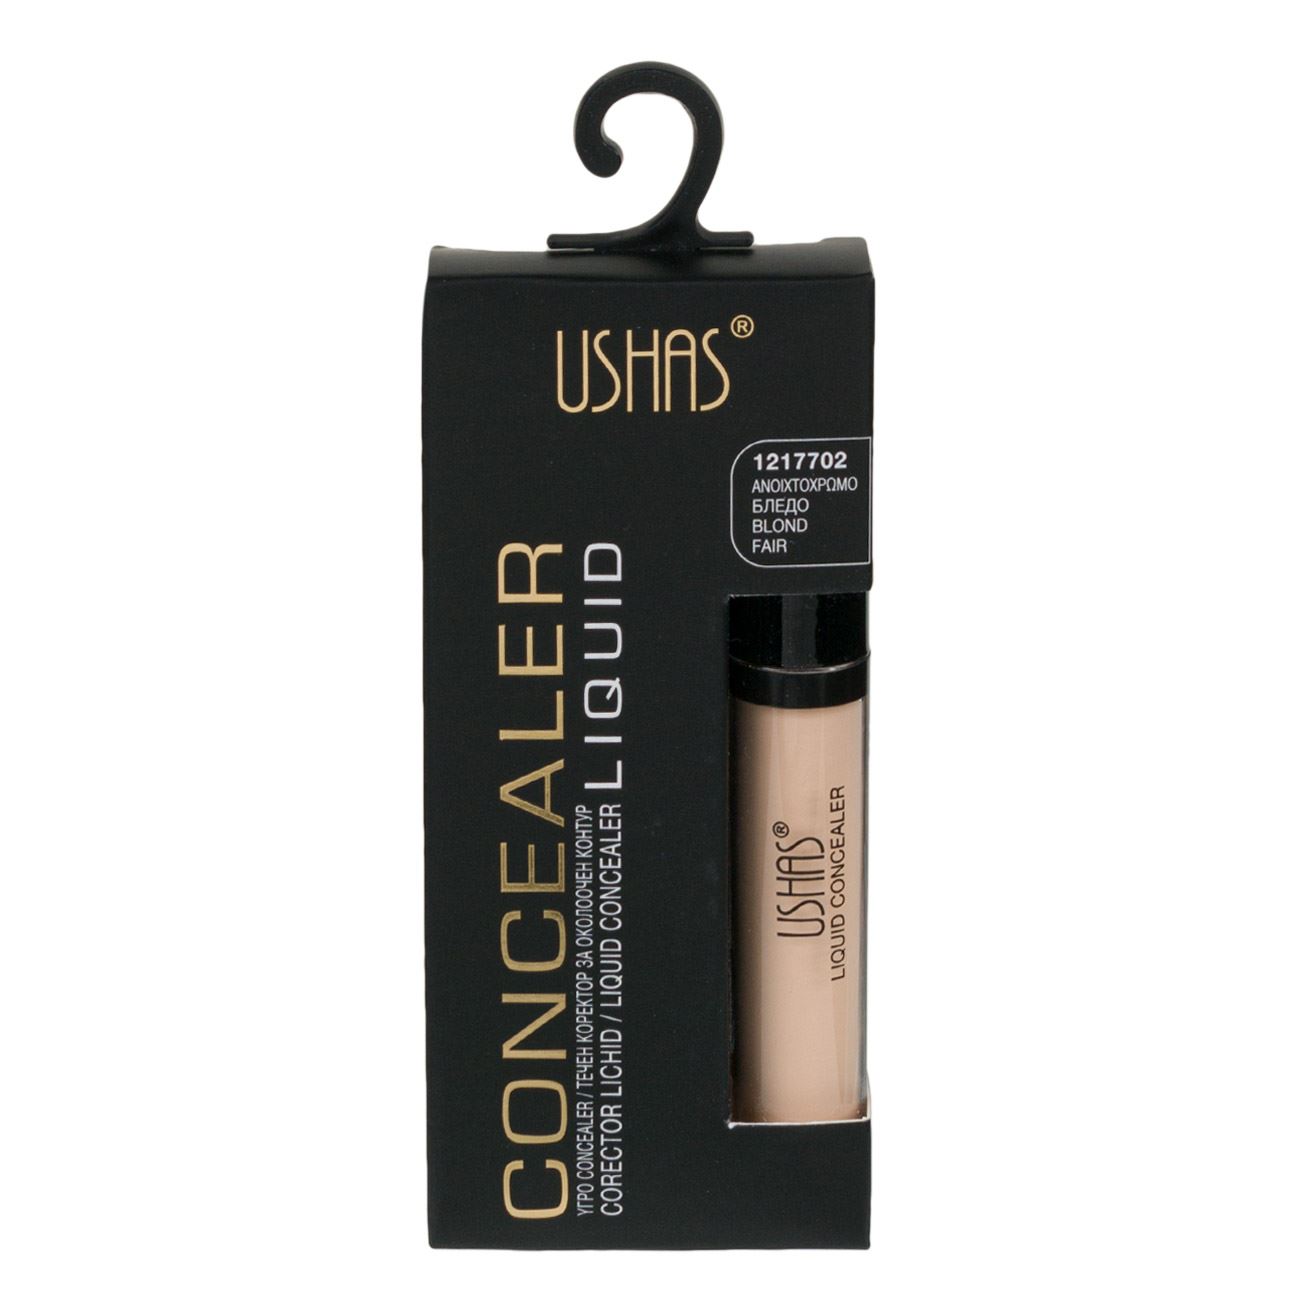 USHAS®
1217702
ΑΝΟΙΧΤΟΧΡΩΜΟ
БЛЕДО
BLOND
FAIR
CONCEALER
LIQUID
ΥΓΡΟ CONCEALER / ТЕЧЕН КОРЕКТОР ЗА ОКОЛООЧЕН КОНТУР
CORECTOR LICHID / LIQUID CONCEALER
USHAS®
LIQUID CONCEALER